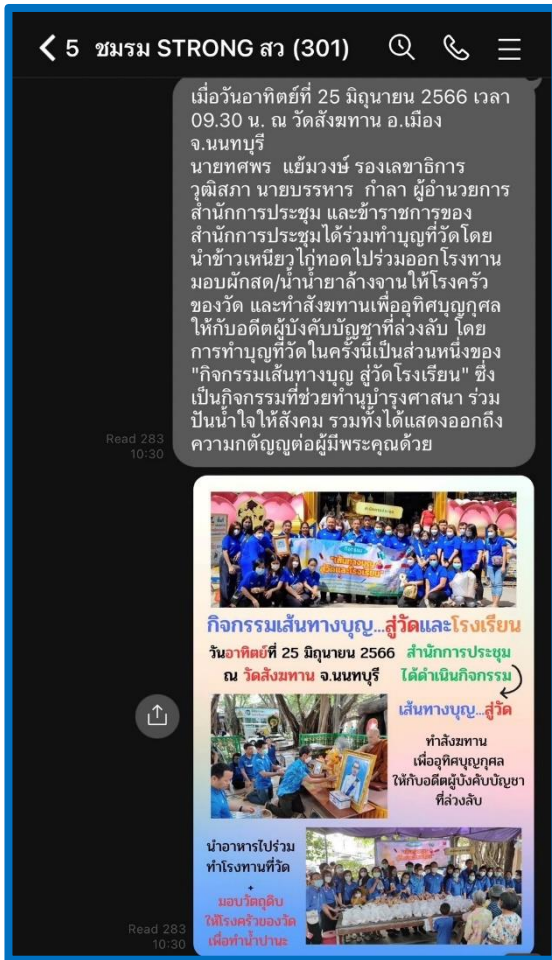 5 ชมรม STRONG สว (301)
เมื่อวันอาทิตย์ที่ 25 มิถุนายน 2566 เวลา
09.30 น. ณ วัดสังฆทาน อ.เมือง
จ.นนทบุรี
นายทศพร แย้มวงษ์ รองเลขาธิการ
วุฒิสภา นายบรรหาร กำลา ผู้อำนวยการ
สำนักการประชุม และข้าราชการของ
สำนักการประชุมได้ร่วมทำบุญที่วัดโดย
นำข้าวเหนียวไก่ทอดไปร่วมออกโรงทาน
มอบผักสด/น้ำน้ำยาล้างจานให้โรงครัว
ของวัด และทำสังฆทานเพื่ออุทิศบุญกุศล
ให้กับอดีตผู้บังคับบัญชาที่ล่วงลับ โดย
การทำบุญที่วัดในครั้งนี้เป็นส่วนหนึ่งของ
"กิจกรรมเส้นทางบุญ สู่วัดโรงเรียน" ซึ่ง
เป็นกิจกรรมที่ช่วยทำนุบำรุงศาสนา ร่วม
ปันน้ำใจให้สังคม รวมทั้งได้แสดงออกถึง
ความกตัญญูต่อผู้มีพระคุณด้วย
Read 283
10:30
กิจกรรมเส้นทางบุญ...สู่วัดและโรงเรียน
วันอาทิตย์ที่ 25 มิถุนายน 2566
ณ วัดสังฆทาน จ.นนทบุรี
สำนักการประชุม
ได้ดำเนินกิจกรรม
เส้นทางบุญ...สู่วัด
ทำสังฆทาน
เพื่ออุทิศบุญกุศล
ให้กับอดีตผู้บังคับบัญชา
ที่ล่วงลับ
นำอาหารไปร่วม
ทำโรงทานที่วัด
+
มอบวัตถุดิบ
ให้โรงครัวของวัด
เพื่อทำน้ำปานะ
Read 283
10:30